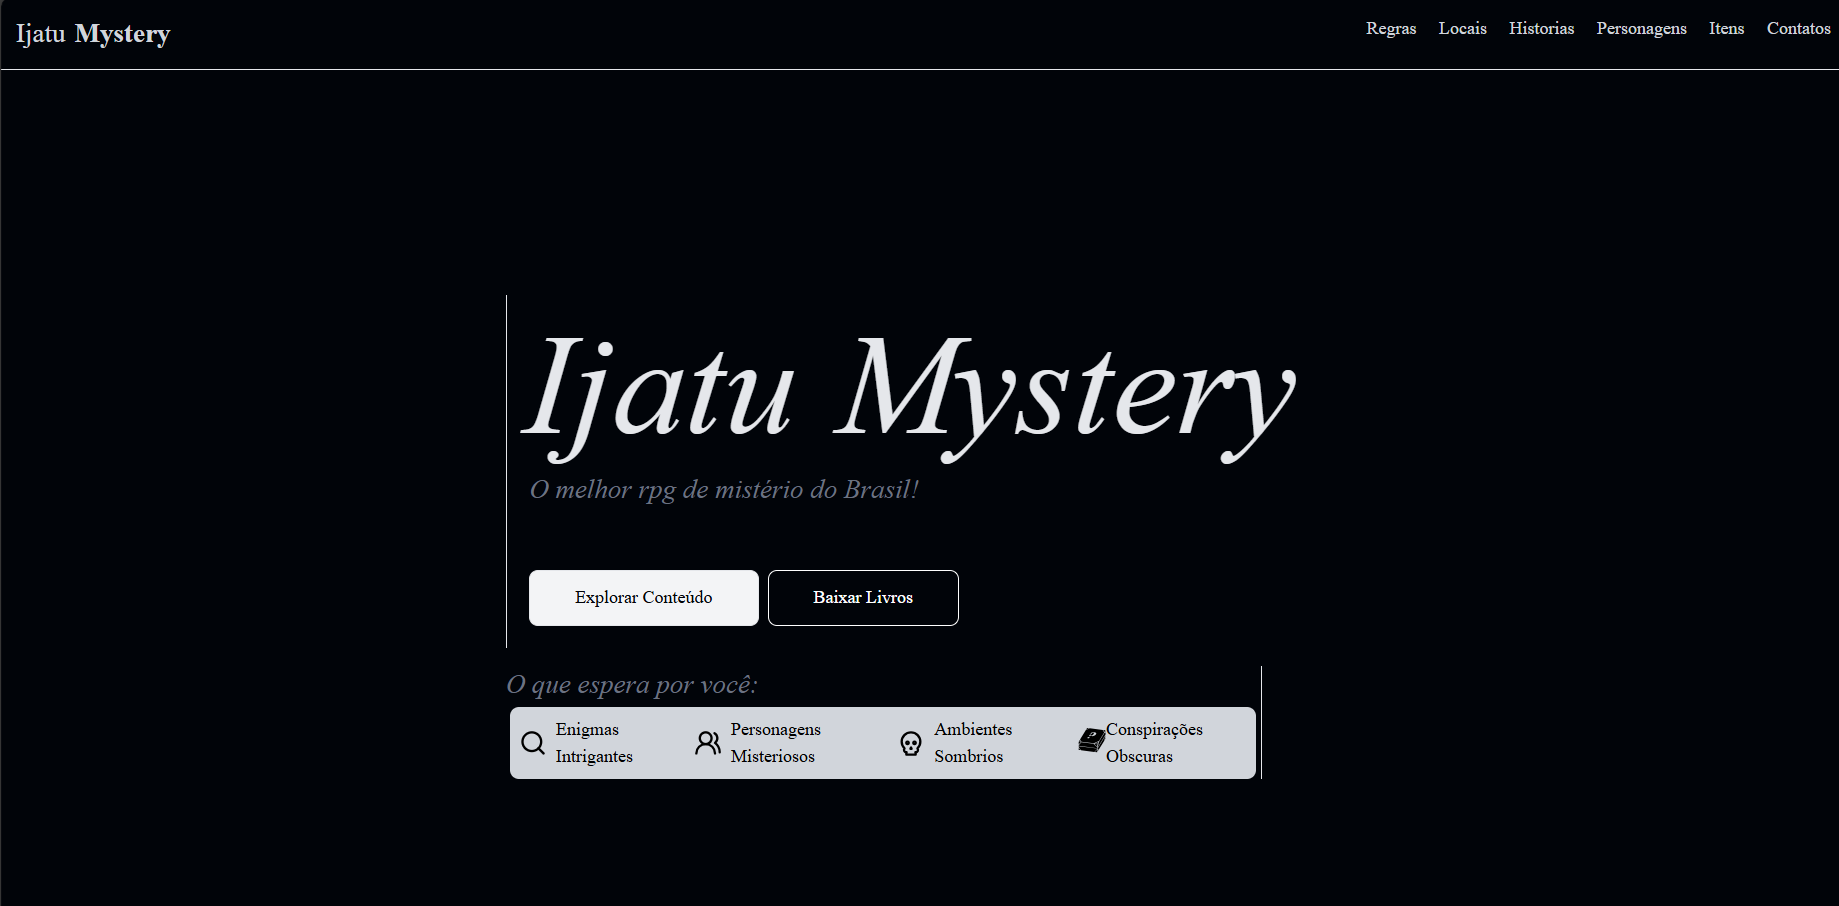 Ijatu Mystery
Regras Locais Historias Personagens Itens Contatos
Ijatu Mystery
O melhor rpg de mistério do Brasil!
Explorar Conteúdo
Baixar Livros
O que espera por você:
Enigmas
Intrigantes
Personagens
Misteriosos
Ambientes
Sombrios
?
Conspirações
Obscuras